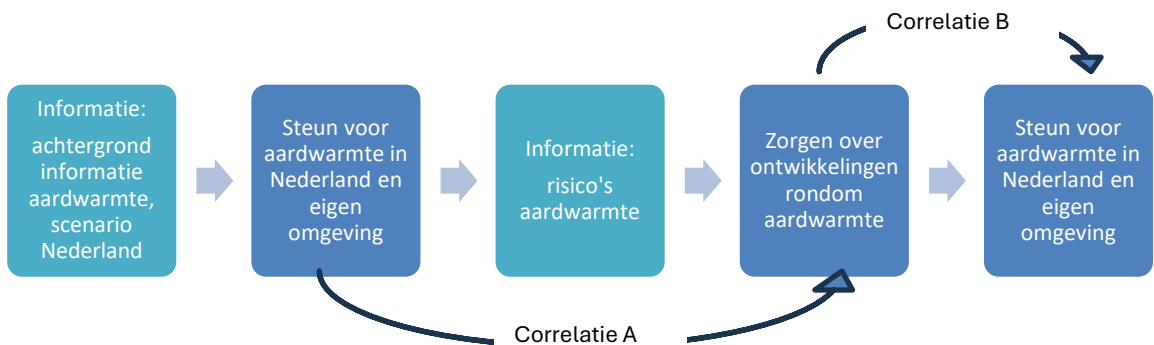 Correlatie B
Informatie:
achtergrond
informatie
aardwarmte,
scenario
Nederland
Steun voor
aardwarmte in
Nederland en
eigen
omgeving
Informatie:
risico's
aardwarmte
Zorgen over
ontwikkelingen
rondom
aardwarmte
Steun voor
aardwarmte in
Nederland en
eigen
omgeving
Correlatie A